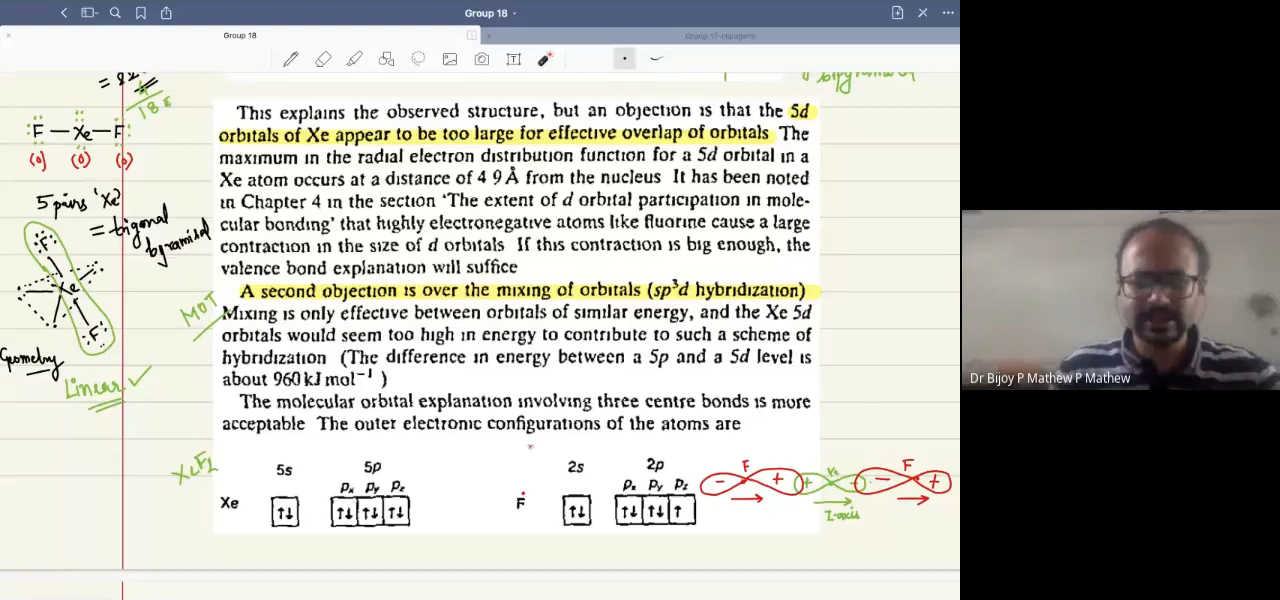 Group 18
Group 18
Group 17-Halogens
F — Xe — F
(0) (0) (0)
5 pairs 'Xe'
= trigonal
bypramidal
F
Xe
F
Geometry
Linear ✓
This explains the observed structure, but an objection is that the 5d
orbitals of Xe appear to be too large for effective overlap of orbitals The
maximum in the radial electron distribution function for a 5d orbital in a
Xe atom occurs at a distance of 4 9 Å from the nucleus It has been noted
in Chapter 4 in the section 'The extent of d orbital participation in mole-
cular bonding' that highly electronegative atoms like fluorine cause a large
contraction in the size of d orbitals If this contraction is big enough, the
valence bond explanation will suffice
A second objection is over the mixing of orbitals (sp³d hybridization)
MOT
Mixing is only effective between orbitals of similar energy, and the Xe 5d
orbitals would seem too high in energy to contribute to such a scheme of
hybridization (The difference in energy between a 5p and a 5d level is
about 960 kJ mol⁻¹ )
The molecular orbital explanation involving three centre bonds is more
acceptable The outer electronic configurations of the atoms are
XeF₂
5s 5p 2s 2p
pₓ pᵧ p_z pₓ pᵧ p_z
Xe ↑↓ ↑↓ ↑↓ ↑↓ F ↑↓ ↑↓ ↑↓ ↑
F Xe F
− + + − − +
Z-axis
Dr Bijoy P Mathew P Mathew